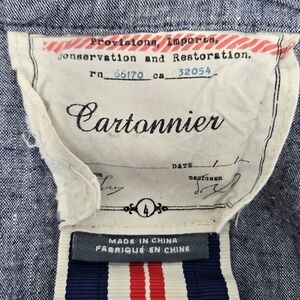 Provisions, Imports,
Conservation and Restoration.
rn 66170 ca 32054
Cartonnier
DATE
DESIGNER
4
MADE IN CHINA
FABRIQUÉ EN CHINE